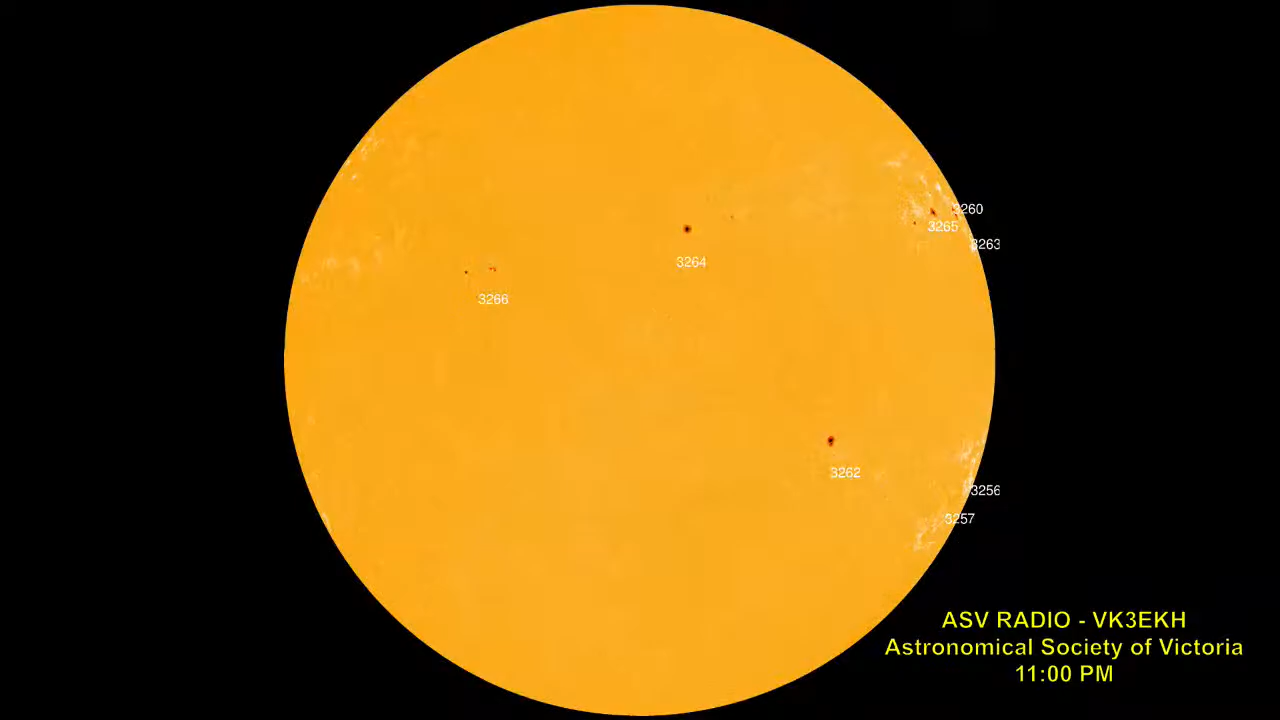 3260
3265
3263
3264
3266
3262
3256
3257
ASV RADIO - VK3EKH
Astronomical Society of Victoria
11:00 PM